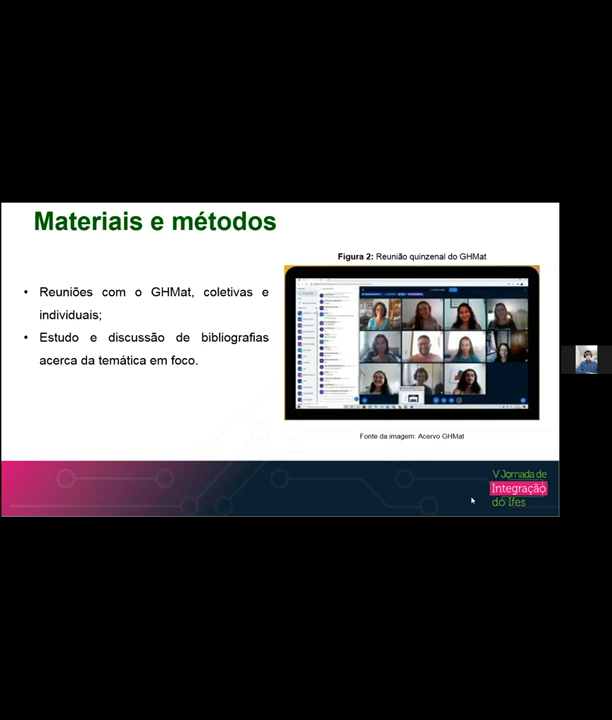 Materiais e métodos
Figura 2: Reunião quinzenal do GHMat
• Reuniões com o GHMat, coletivas e
individuais;
• Estudo e discussão de bibliografias
acerca da temática em foco.
Fonte da imagem: Acervo GHMat
V Jornada de
Integração
do Ifes